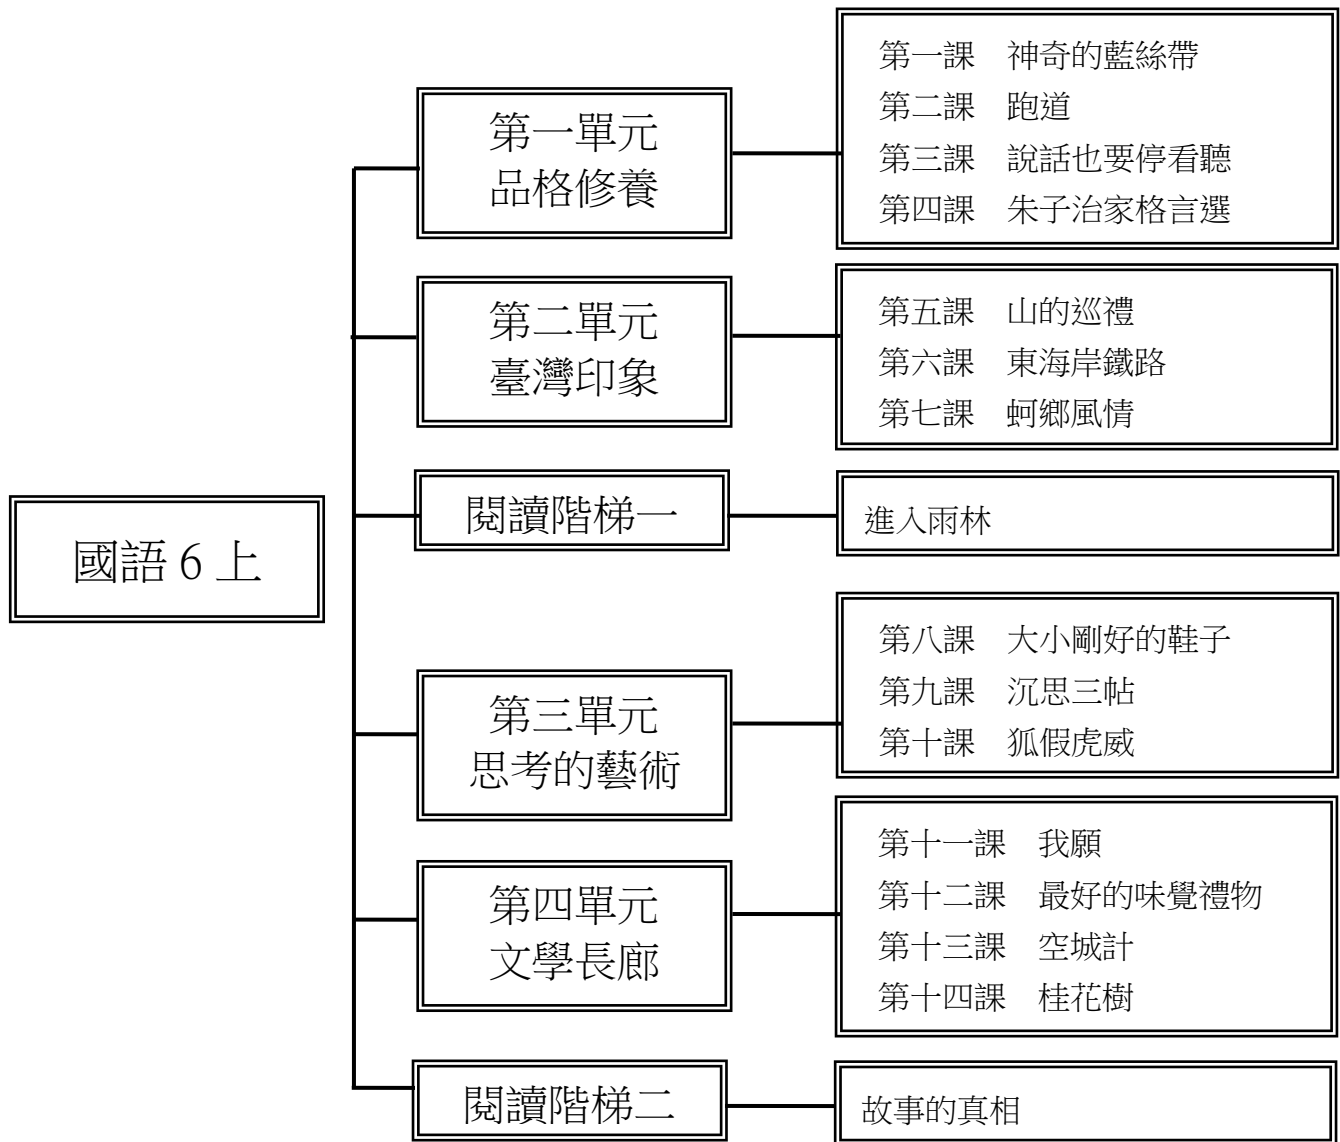 國語 6 上
第一單元
品格修養
第一課　神奇的藍絲帶
第二課　跑道
第三課　說話也要停看聽
第四課　朱子治家格言選
第二單元
臺灣印象
第五課　山的巡禮
第六課　東海岸鐵路
第七課　蚵鄉風情
閱讀階梯一
進入雨林
第三單元
思考的藝術
第八課　大小剛好的鞋子
第九課　沉思三帖
第十課　狐假虎威
第四單元
文學長廊
第十一課　我願
第十二課　最好的味覺禮物
第十三課　空城計
第十四課　桂花樹
閱讀階梯二
故事的真相